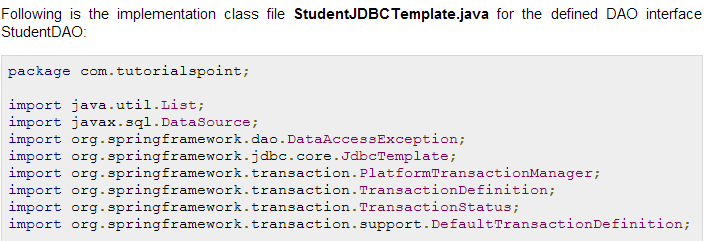 Following is the implementation class file StudentJDBCTemplate.java for the defined DAO interface
StudentDAO:
package com.tutorialspoint;
import java.util.List;
import javax.sql.DataSource;
import org.springframework.dao.DataAccessException;
import org.springframework.jdbc.core.JdbcTemplate;
import org.springframework.transaction.PlatformTransactionManager;
import org.springframework.transaction.TransactionDefinition;
import org.springframework.transaction.TransactionStatus;
import org.springframework.transaction.support.DefaultTransactionDefinition;